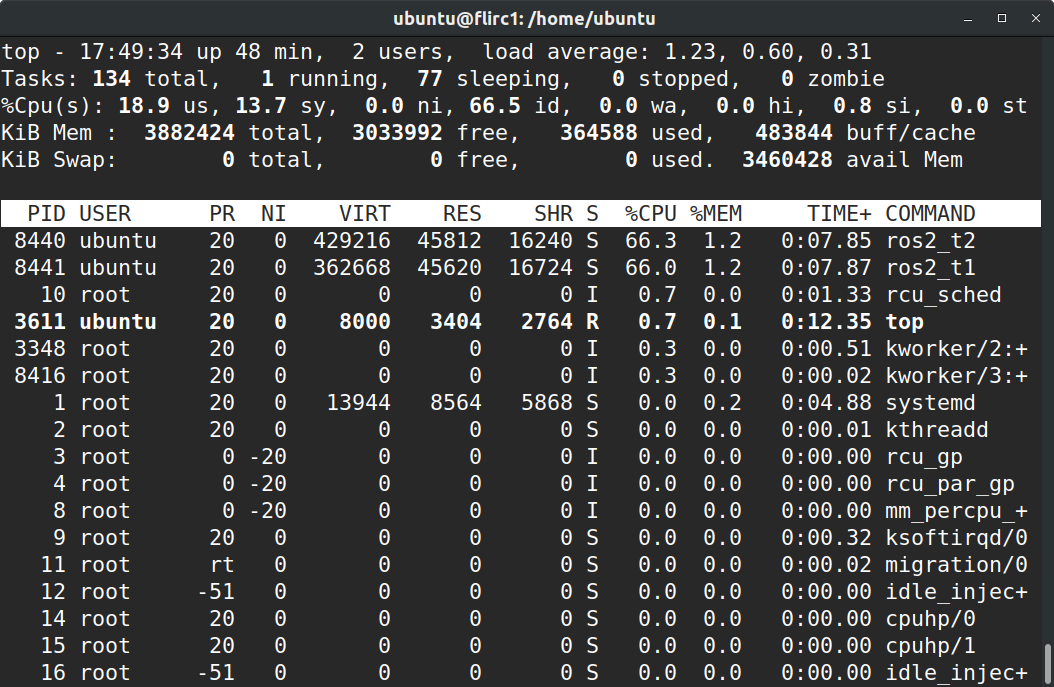 ubuntu@flirc1: /home/ubuntu
top - 17:49:34 up 48 min,  2 users,  load average: 1.23, 0.60, 0.31
Tasks: 134 total,   1 running,  77 sleeping,   0 stopped,   0 zombie
%Cpu(s): 18.9 us, 13.7 sy,  0.0 ni, 66.5 id,  0.0 wa,  0.0 hi,  0.8 si,  0.0 st
KiB Mem :  3882424 total,  3033992 free,   364588 used,   483844 buff/cache
KiB Swap:        0 total,        0 free,        0 used.  3460428 avail Mem
  PID USER      PR  NI    VIRT    RES    SHR S  %CPU %MEM     TIME+ COMMAND
 8440 ubuntu    20   0  429216  45812  16240 S  66.3  1.2   0:07.85 ros2_t2
 8441 ubuntu    20   0  362668  45620  16724 S  66.0  1.2   0:07.87 ros2_t1
   10 root      20   0       0      0      0 I   0.7  0.0   0:01.33 rcu_sched
 3611 ubuntu    20   0    8000   3404   2764 R   0.7  0.1   0:12.35 top
 3348 root      20   0       0      0      0 I   0.3  0.0   0:00.51 kworker/2:+
 8416 root      20   0       0      0      0 I   0.3  0.0   0:00.02 kworker/3:+
    1 root      20   0   13944   8564   5868 S   0.0  0.2   0:04.88 systemd
    2 root      20   0       0      0      0 S   0.0  0.0   0:00.01 kthreadd
    3 root       0 -20       0      0      0 I   0.0  0.0   0:00.00 rcu_gp
    4 root       0 -20       0      0      0 I   0.0  0.0   0:00.00 rcu_par_gp
    8 root       0 -20       0      0      0 I   0.0  0.0   0:00.00 mm_percpu_+
    9 root      20   0       0      0      0 S   0.0  0.0   0:00.32 ksoftirqd/0
   11 root      rt   0       0      0      0 S   0.0  0.0   0:00.02 migration/0
   12 root     -51   0       0      0      0 S   0.0  0.0   0:00.00 idle_injec+
   14 root      20   0       0      0      0 S   0.0  0.0   0:00.00 cpuhp/0
   15 root      20   0       0      0      0 S   0.0  0.0   0:00.00 cpuhp/1
   16 root     -51   0       0      0      0 S   0.0  0.0   0:00.00 idle_injec+